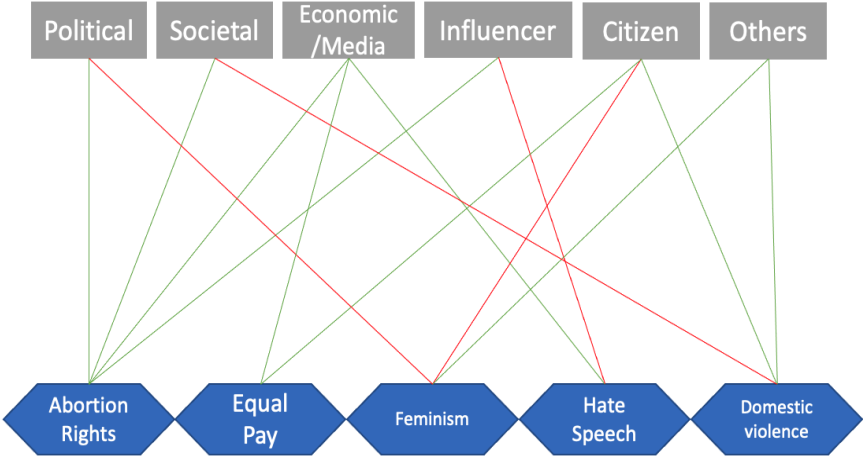 Political
Societal
Economic
/Media
Influencer
Citizen
Others
Abortion
Rights
Equal
Pay
Feminism
Hate
Speech
Domestic
violence